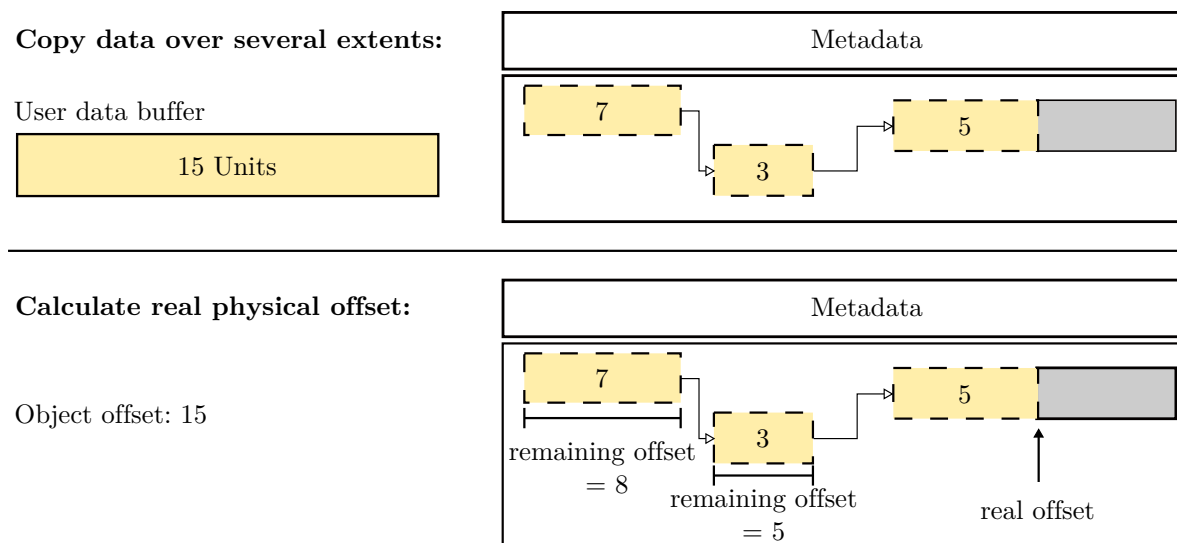 Copy data over several extents:
Metadata
User data buffer
15 Units
7
3
5
Calculate real physical offset:
Metadata
Object offset: 15
7
3
5
remaining offset
= 8
remaining offset
= 5
real offset